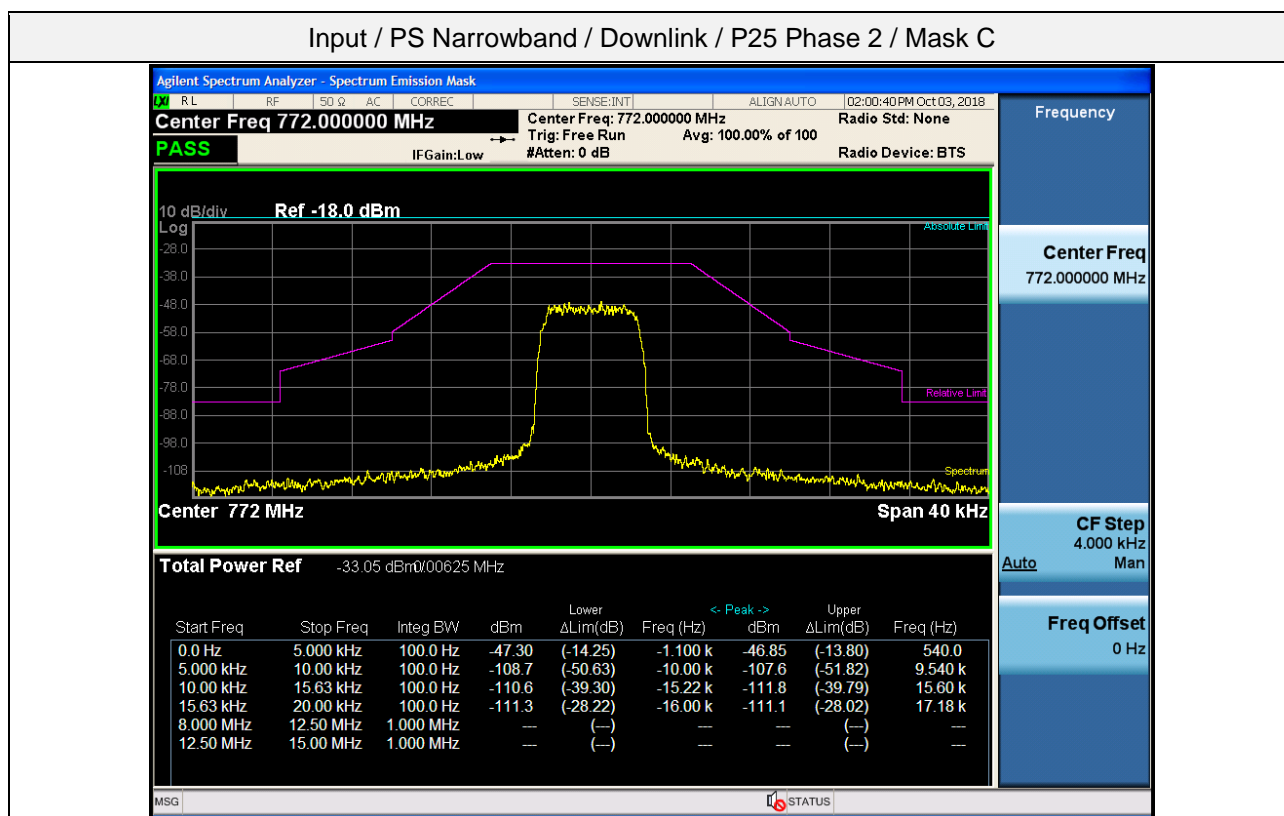 Input / PS Narrowband / Downlink / P25 Phase 2 / Mask C
Agilent Spectrum Analyzer - Spectrum Emission Mask
LXI RL RF 50 Ω AC CORREC SENSE:INT ALIGN AUTO 02:00:40 PM Oct 03, 2018
Center Freq 772.000000 MHz Center Freq: 772.000000 MHz Radio Std: None
Trig: Free Run Avg: 100.00% of 100
PASS IFGain:Low #Atten: 0 dB Radio Device: BTS
10 dB/div Ref -18.0 dBm
Log Absolute Limit
-28.0
-38.0
-48.0
-58.0
-68.0
-78.0 Relative Limit
-88.0
-98.0
-108 Spectrum
Center 772 MHz Span 40 kHz
Total Power Ref -33.05 dBm/0.00625 MHz
Lower <- Peak -> Upper
Start Freq Stop Freq Integ BW dBm ΔLim(dB) Freq (Hz) dBm ΔLim(dB) Freq (Hz)
0.0 Hz 5.000 kHz 100.0 Hz -47.30 (-14.25) -1.100 k -46.85 (-13.80) 540.0
5.000 kHz 10.00 kHz 100.0 Hz -108.7 (-50.63) -10.00 k -107.6 (-51.82) 9.540 k
10.00 kHz 15.63 kHz 100.0 Hz -110.6 (-39.30) -15.22 k -111.8 (-39.79) 15.60 k
15.63 kHz 20.00 kHz 100.0 Hz -111.3 (-28.22) -16.00 k -111.1 (-28.02) 17.18 k
8.000 MHz 12.50 MHz 1.000 MHz --- (---) --- --- (---) ---
12.50 MHz 15.00 MHz 1.000 MHz --- (---) --- --- (---) ---
MSG STATUS
Frequency
Center Freq
772.000000 MHz
CF Step
4.000 kHz
Auto Man
Freq Offset
0 Hz